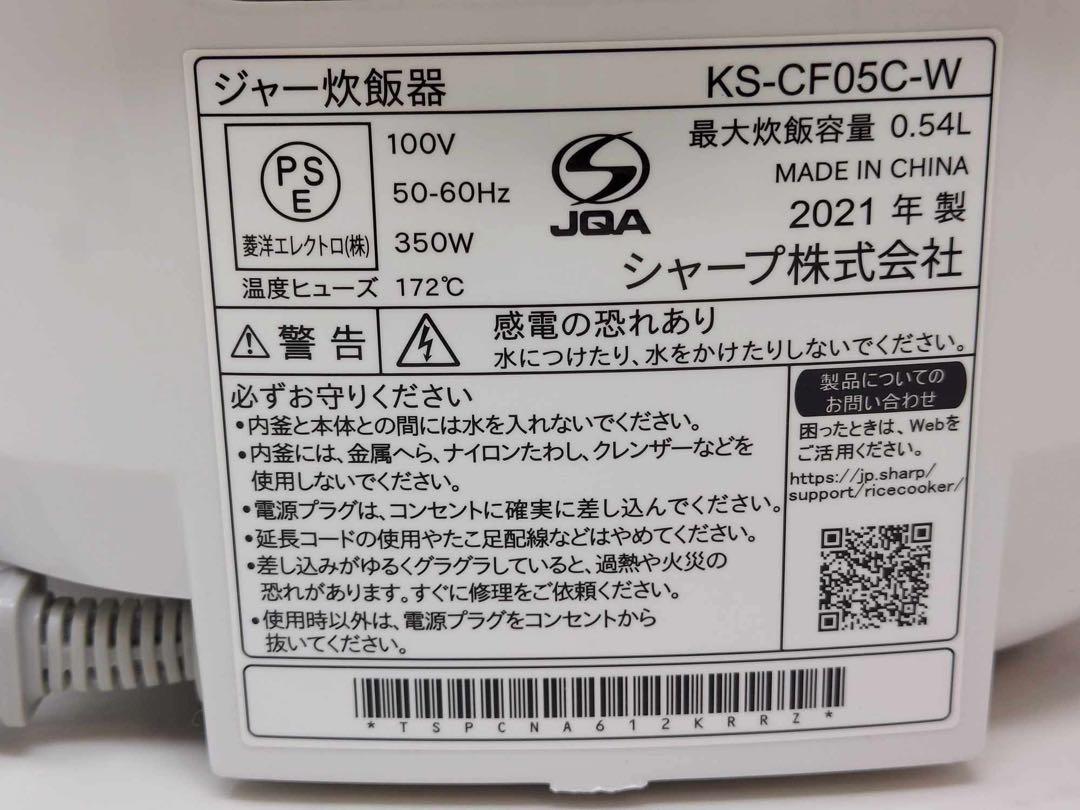 ジャー炊飯器 KS-CF05C-W
PS
E
菱洋エレクトロ(株)
100V
50-60Hz
350W
温度ヒューズ 172℃
JQA
最大炊飯容量 0.54L
MADE IN CHINA
2021 年 製
シャープ株式会社
警告
感電の恐れあり
水につけたり、水をかけたりしないでください。
必ずお守りください
•内釜と本体との間には水を入れないでください。
•内釜には、金属へら、ナイロンたわし、クレンザーなどを
使用しないでください。
•電源プラグは、コンセントに確実に差し込んでください。
•延長コードの使用やたこ足配線などはやめてください。
•差し込みがゆるくグラグラしていると、過熱や火災の
恐れがあります。すぐに修理をご依頼ください。
•使用時以外は、電源プラグをコンセントから
抜いてください。
製品についての
お問い合わせ
困ったときは、Webを
ご活用ください。
https://jp.sharp/
support/ricecooker/
*TSPCNA612KRRZ*